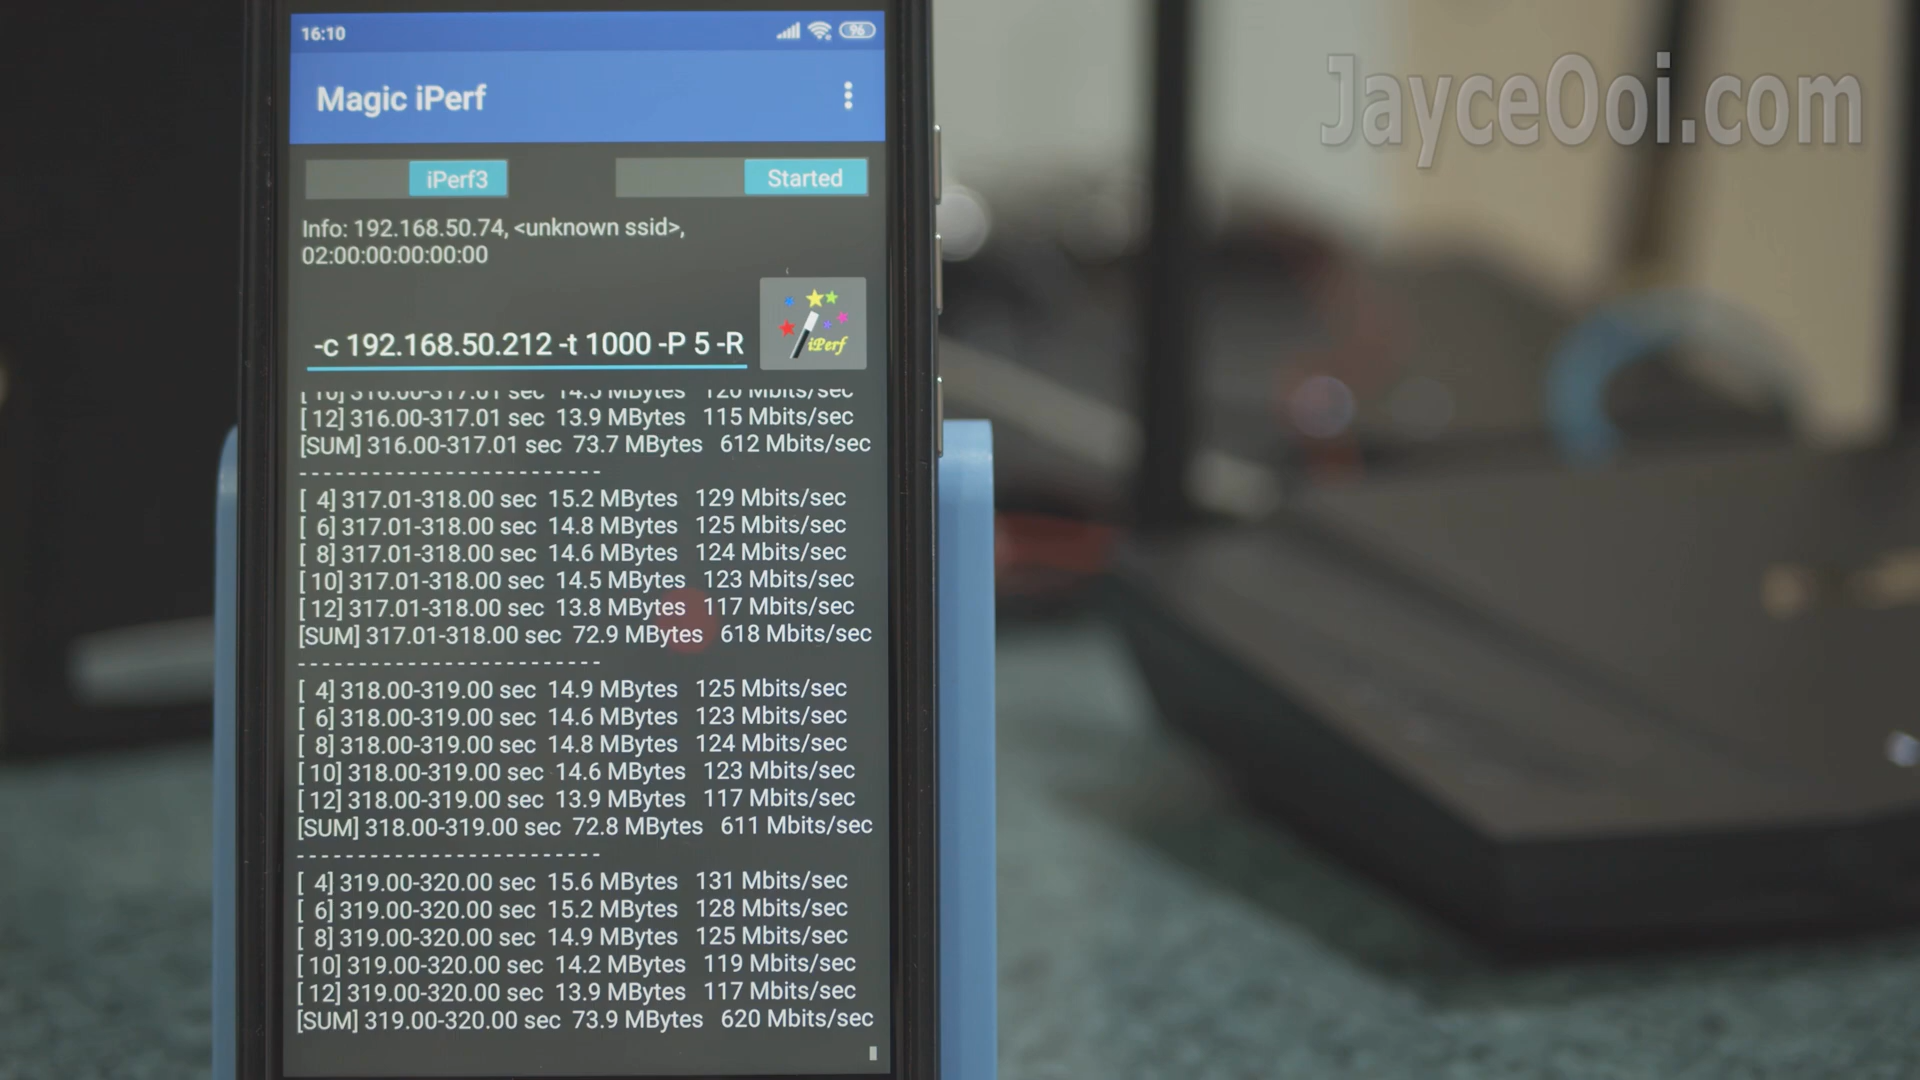 16:10
96
JayceOoi.com
Magic iPerf
iPerf3
Started
Info: 192.168.50.74, <unknown ssid>,
02:00:00:00:00:00
iPerf
-c 192.168.50.212 -t 1000 -P 5 -R
[ 10] 316.00-317.01 sec 14.3 MBytes 120 Mbits/sec
[ 12] 316.00-317.01 sec 13.9 MBytes 115 Mbits/sec
[SUM] 316.00-317.01 sec 73.7 MBytes 612 Mbits/sec
- - - - - - - - - - - - - - - - - - - - - - - - -
[ 4] 317.01-318.00 sec 15.2 MBytes 129 Mbits/sec
[ 6] 317.01-318.00 sec 14.8 MBytes 125 Mbits/sec
[ 8] 317.01-318.00 sec 14.6 MBytes 124 Mbits/sec
[ 10] 317.01-318.00 sec 14.5 MBytes 123 Mbits/sec
[ 12] 317.01-318.00 sec 13.8 MBytes 117 Mbits/sec
[SUM] 317.01-318.00 sec 72.9 MBytes 618 Mbits/sec
- - - - - - - - - - - - - - - - - - - - - - - - -
[ 4] 318.00-319.00 sec 14.9 MBytes 125 Mbits/sec
[ 6] 318.00-319.00 sec 14.6 MBytes 123 Mbits/sec
[ 8] 318.00-319.00 sec 14.8 MBytes 124 Mbits/sec
[ 10] 318.00-319.00 sec 14.6 MBytes 123 Mbits/sec
[ 12] 318.00-319.00 sec 13.9 MBytes 117 Mbits/sec
[SUM] 318.00-319.00 sec 72.8 MBytes 611 Mbits/sec
- - - - - - - - - - - - - - - - - - - - - - - - -
[ 4] 319.00-320.00 sec 15.6 MBytes 131 Mbits/sec
[ 6] 319.00-320.00 sec 15.2 MBytes 128 Mbits/sec
[ 8] 319.00-320.00 sec 14.9 MBytes 125 Mbits/sec
[ 10] 319.00-320.00 sec 14.2 MBytes 119 Mbits/sec
[ 12] 319.00-320.00 sec 13.9 MBytes 117 Mbits/sec
[SUM] 319.00-320.00 sec 73.9 MBytes 620 Mbits/sec